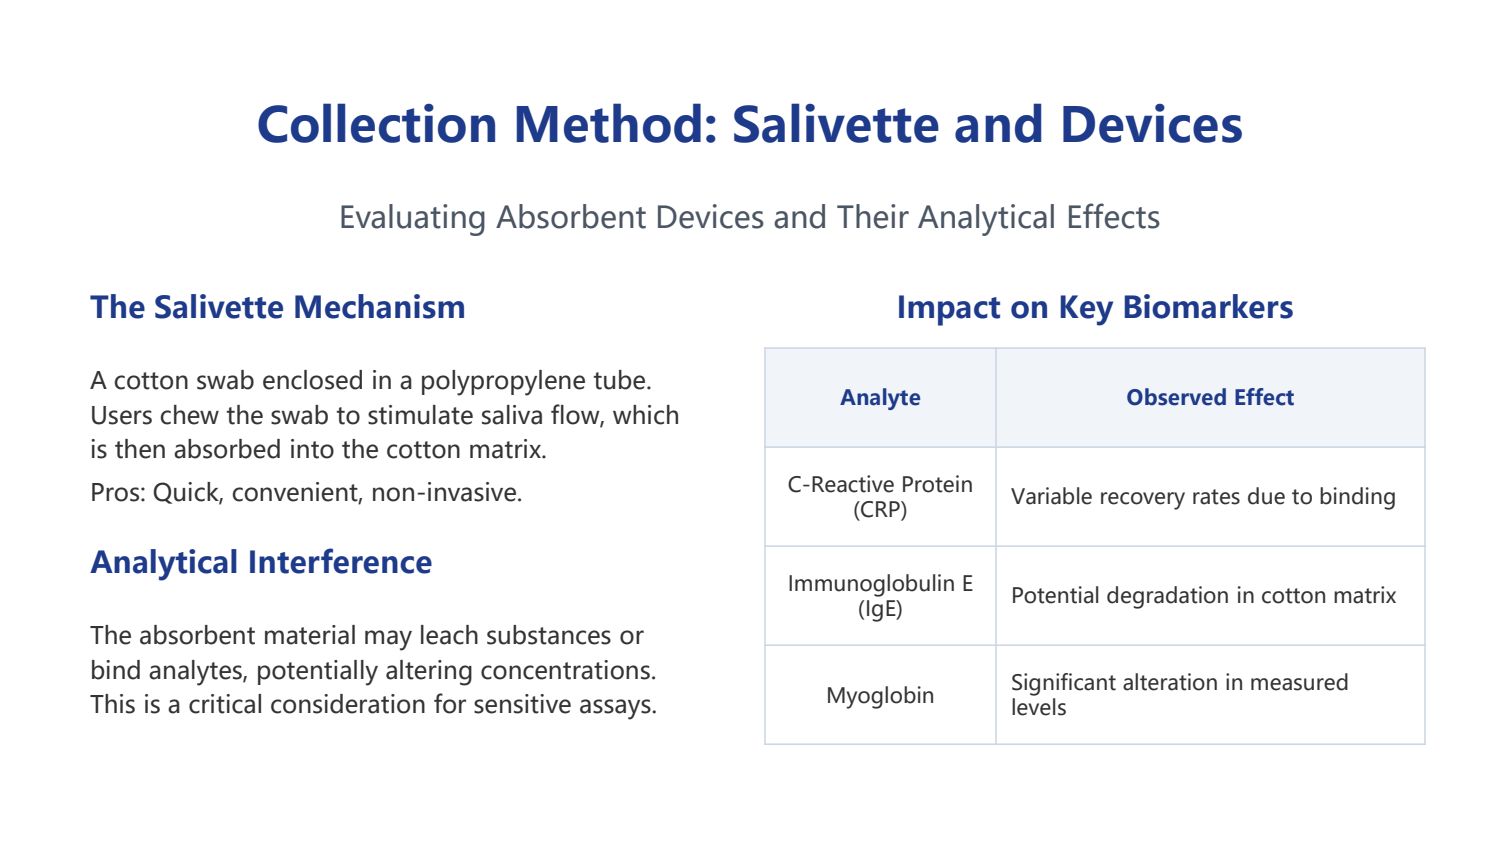 Collection Method: Salivette and Devices
Evaluating Absorbent Devices and Their Analytical Effects
The Salivette Mechanism
A cotton swab enclosed in a polypropylene tube.
Users chew the swab to stimulate saliva flow, which
is then absorbed into the cotton matrix.
Pros: Quick, convenient, non-invasive.
Analytical Interference
The absorbent material may leach substances or
bind analytes, potentially altering concentrations.
This is a critical consideration for sensitive assays.
Impact on Key Biomarkers
Analyte
Observed Effect
C-Reactive Protein
(CRP)
Variable recovery rates due to binding
Immunoglobulin E
(IgE)
Potential degradation in cotton matrix
Myoglobin
Significant alteration in measured
levels